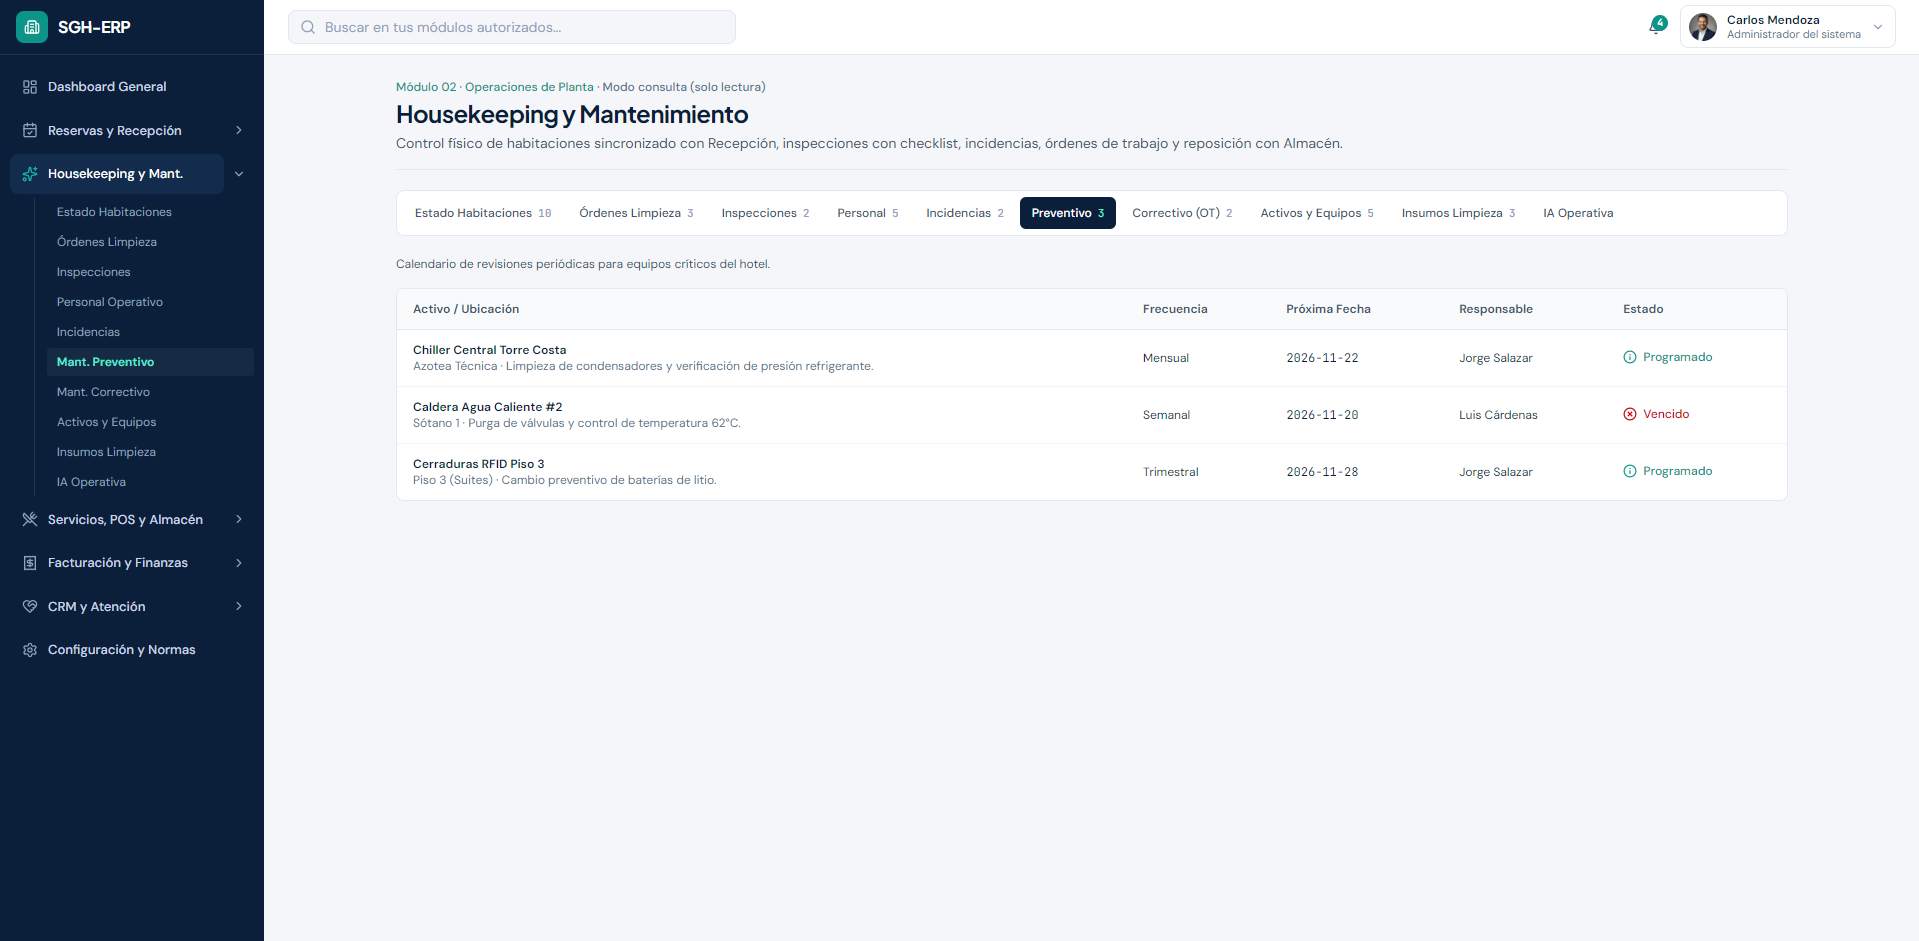 SGH-ERP
Buscar en tus módulos autorizados...
4
Carlos Mendoza
Administrador del sistema
Dashboard General
Reservas y Recepción
Housekeeping y Mant.
Estado Habitaciones
Órdenes Limpieza
Inspecciones
Personal Operativo
Incidencias
Mant. Preventivo
Mant. Correctivo
Activos y Equipos
Insumos Limpieza
IA Operativa
Servicios, POS y Almacén
Facturación y Finanzas
CRM y Atención
Configuración y Normas
Módulo 02 · Operaciones de Planta · Modo consulta (solo lectura)
Housekeeping y Mantenimiento
Control físico de habitaciones sincronizado con Recepción, inspecciones con checklist, incidencias, órdenes de trabajo y reposición con Almacén.
Estado Habitaciones 10 Órdenes Limpieza 3 Inspecciones 2 Personal 5 Incidencias 2 Preventivo 3 Correctivo (OT) 2 Activos y Equipos 5 Insumos Limpieza 3 IA Operativa
Calendario de revisiones periódicas para equipos críticos del hotel.
Activo / Ubicación Frecuencia Próxima Fecha Responsable Estado
Chiller Central Torre Costa
Azotea Técnica · Limpieza de condensadores y verificación de presión refrigerante.
Mensual 2026-11-22 Jorge Salazar Programado
Caldera Agua Caliente #2
Sótano 1 · Purga de válvulas y control de temperatura 62°C.
Semanal 2026-11-20 Luis Cárdenas Vencido
Cerraduras RFID Piso 3
Piso 3 (Suites) · Cambio preventivo de baterías de litio.
Trimestral 2026-11-28 Jorge Salazar Programado